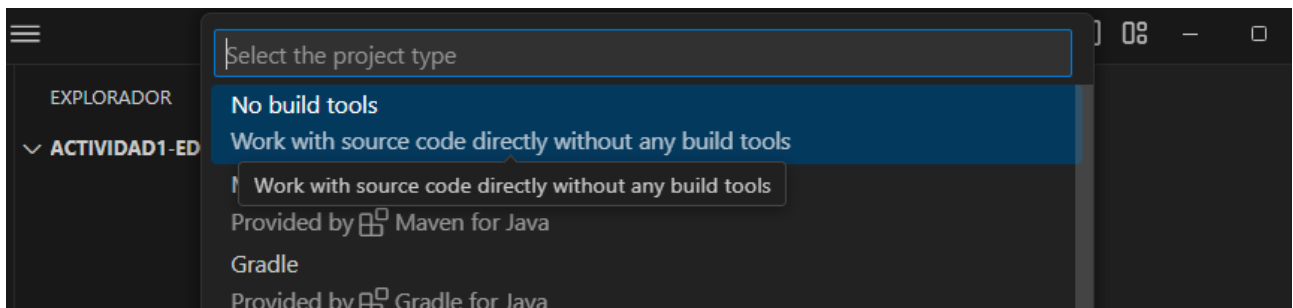 Select the project type
EXPLORADOR
No build tools
Work with source code directly without any build tools
ACTIVIDAD1-ED
Work with source code directly without any build tools
Provided by Maven for Java
Gradle
Provided by Gradle for Java